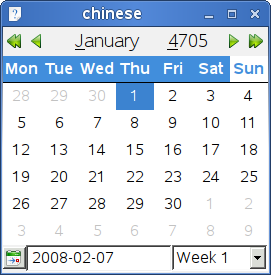 chinese
January 4705
Mon Tue Wed Thu Fri Sat Sun
28 29 30 1 2 3 4
5 6 7 8 9 10 11
12 13 14 15 16 17 18
19 20 21 22 23 24 25
26 27 28 29 30 1 2
3 4 5 6 7 8 9
2008-02-07 Week 1